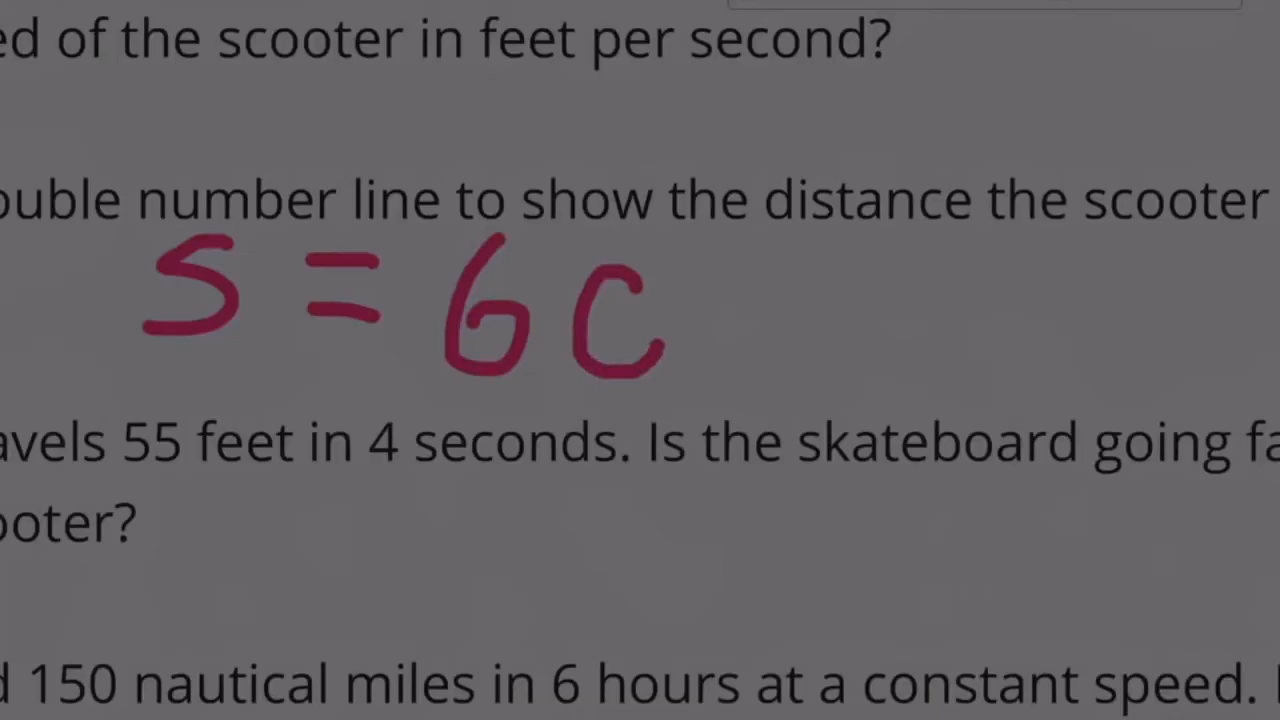 ed of the scooter in feet per second?
ouble number line to show the distance the scooter
S = 6C
avels 55 feet in 4 seconds. Is the skateboard going fa
ooter?
d 150 nautical miles in 6 hours at a constant speed.